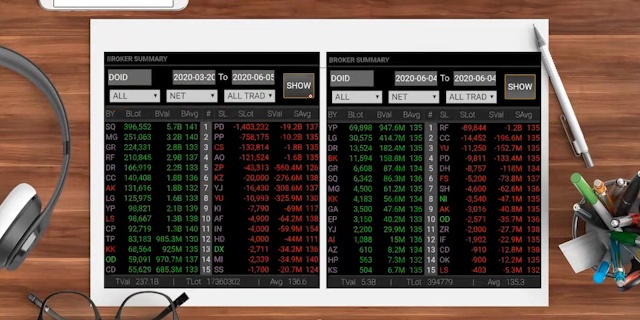 BROKER SUMMARY
DOID 2020-03-20 To 2020-06-05 SHOW
ALL NET ALL TRAD
BY BLot BVal BAvg # SL SLot SVal SAvg
SQ 396,552 5.7B 141 1 PD -1,403,232 -19.2B 137
MG 251,063 3.2B 140 2 PP -758,175 -10.2B 135
GR 224,331 2.8B 133 3 CS -133,814 -1.8B 135
RF 210,845 2.9B 137 4 AO -121,524 -1.6B 135
DR 166,919 2.2B 133 5 ZP -43,313 -560.4M 126
CC 140,408 1.8B 136 6 KZ -20,000 -276.6M 138
AK 131,616 1.8B 132 7 YJ -16,430 -308.6M 137
LG 125,975 1.6B 133 8 YU -10,993 -325.9M 130
YP 98,821 2.1B 139 9 KI -7,790 -69M 117
LS 98,667 1.3B 138 10 AF -4,900 -64.2M 138
CP 92,719 1.3B 140 11 IN -4,000 -59.9M 154
TP 83,183 985.3M 130 12 HD -4,000 -44M 111
KK 68,564 925M 133 13 DX -2,711 -34.2M 136
OD 59,091 970.7M 137 14 MI -2,339 -34.9M 140
CD 55,629 685.3M 133 15 SS -1,700 -20.7M 124
TVal 237.1B | TLot 17360302 | Avg 136.6
BROKER SUMMARY
DOID 2020-06-04 To 2020-06-04 SHOW
ALL NET ALL TRAD
BY BLot BVal BAvg # SL SLot SVal SAvg
YP 69,898 947.6M 135 1 RF -89,844 -1.2B 135
LG 30,575 414.7M 135 2 CC -14,452 -196.6M 135
DR 13,524 182.4M 135 3 YU -11,250 -152.7M 135
BK 11,594 158.8M 136 4 PD -9,811 -133.4M 135
GR 6,608 87.4M 134 5 DH -8,757 -118M 134
SQ 6,342 86.3M 136 6 FS -5,200 -73.8M 137
MG 4,500 61.2M 135 7 SH -4,600 -62.6M 136
KK 4,183 56.8M 135 8 NI -3,540 -47.1M 135
GA 3,500 47.6M 136 9 AK -3,016 -40.8M 135
EP 3,150 40.2M 134 10 OD -2,571 -35.7M 136
YJ 2,200 29.9M 135 11 ZR -2,000 -27.7M 138
AI 1,088 15M 136 12 IF -1,902 -22.9M 135
AZ 610 8.2M 134 13 CD -910 -12.8M 138
HP 563 7.3M 132 14 OK -900 -12.2M 135
KS 504 6.7M 135 15 LS -403 -5.3M 132
TVal 5.3B | TLot 394779 | Avg 135.3